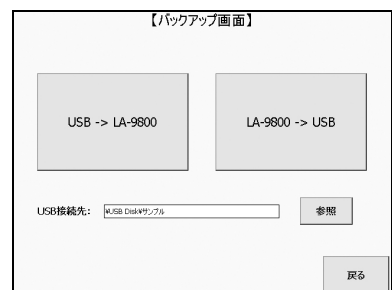 【バックアップ画面】
USB -> LA-9800
LA-9800 -> USB
USB接続先:
¥USB Disk¥サンプル
参照
戻る